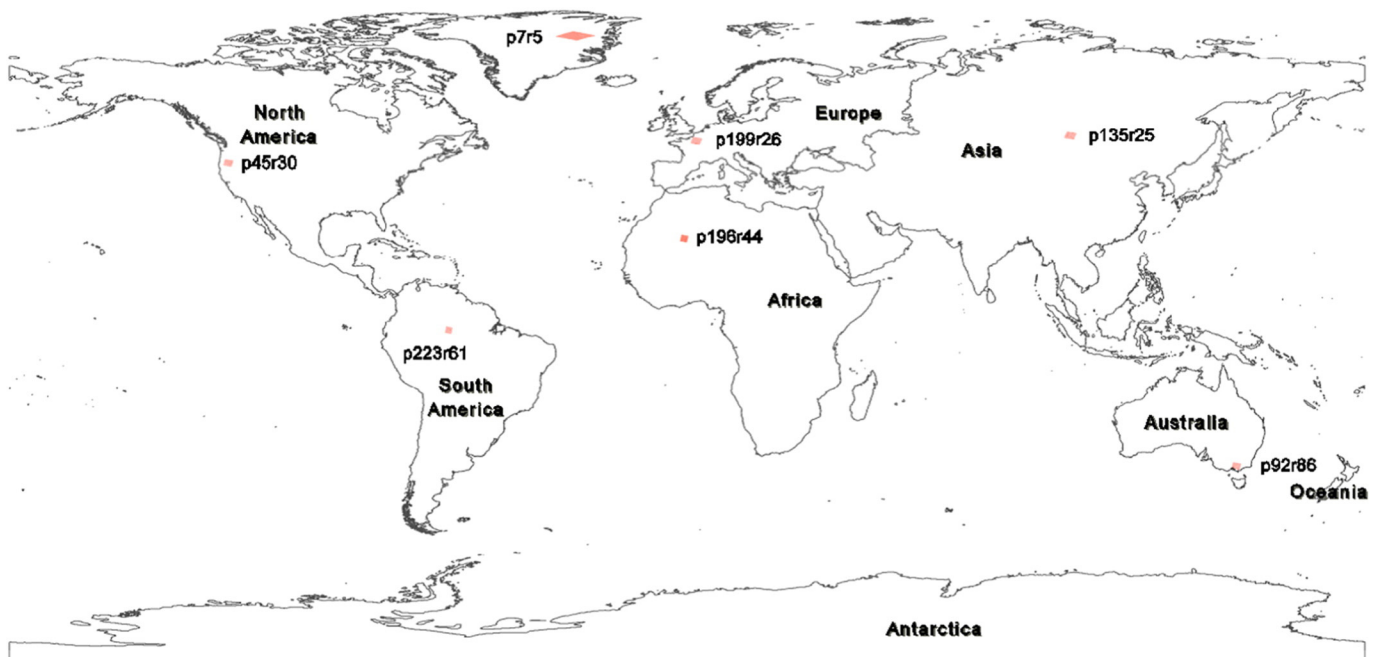 p7r5
North
America
Europe
p199r26
p135r25
Asia
p45r30
p196r44
Africa
p223r61
South
America
Australia
p92r86
Oceania
Antarctica